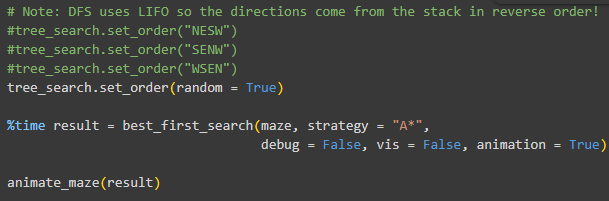 # Note: DFS uses LIFO so the directions come from the stack in reverse order!
#tree_search.set_order("NESW")
#tree_search.set_order("SENW")
#tree_search.set_order("WSEN")
tree_search.set_order(random = True)
%time result = best_first_search(maze, strategy = "A*",
debug = False, vis = False, animation = True)
animate_maze(result)